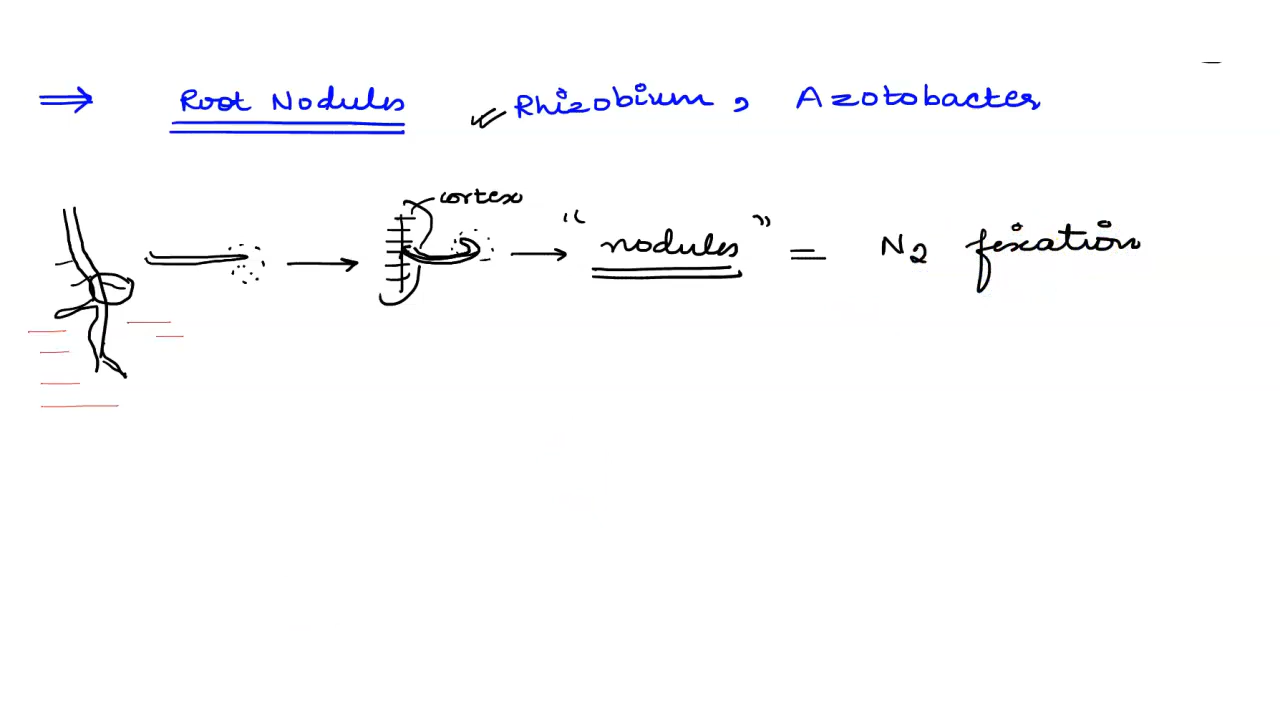 ⇒ Root Nodules ✓ Rhizobium, Azotobacter
cortex
→ → "nodules" = N2 fixation